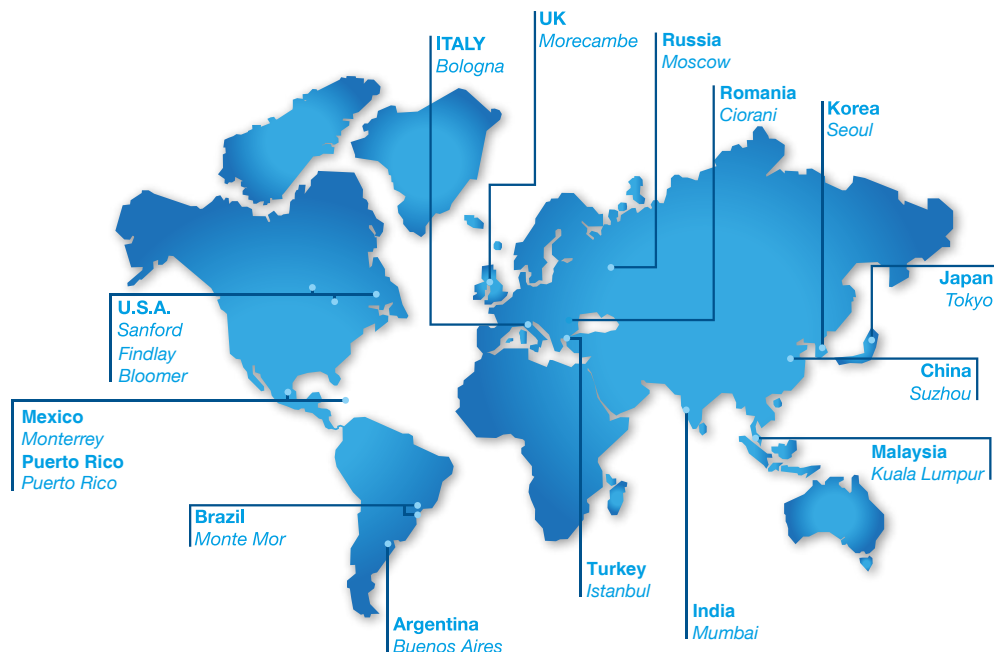 UK
Morecambe
ITALY
Bologna
Russia
Moscow
Romania
Ciorani
Korea
Seoul
Japan
Tokyo
U.S.A.
Sanford
Findlay
Bloomer
China
Suzhou
Mexico
Monterrey
Puerto Rico
Puerto Rico
Malaysia
Kuala Lumpur
Brazil
Monte Mor
Turkey
Istanbul
India
Mumbai
Argentina
Buenos Aires